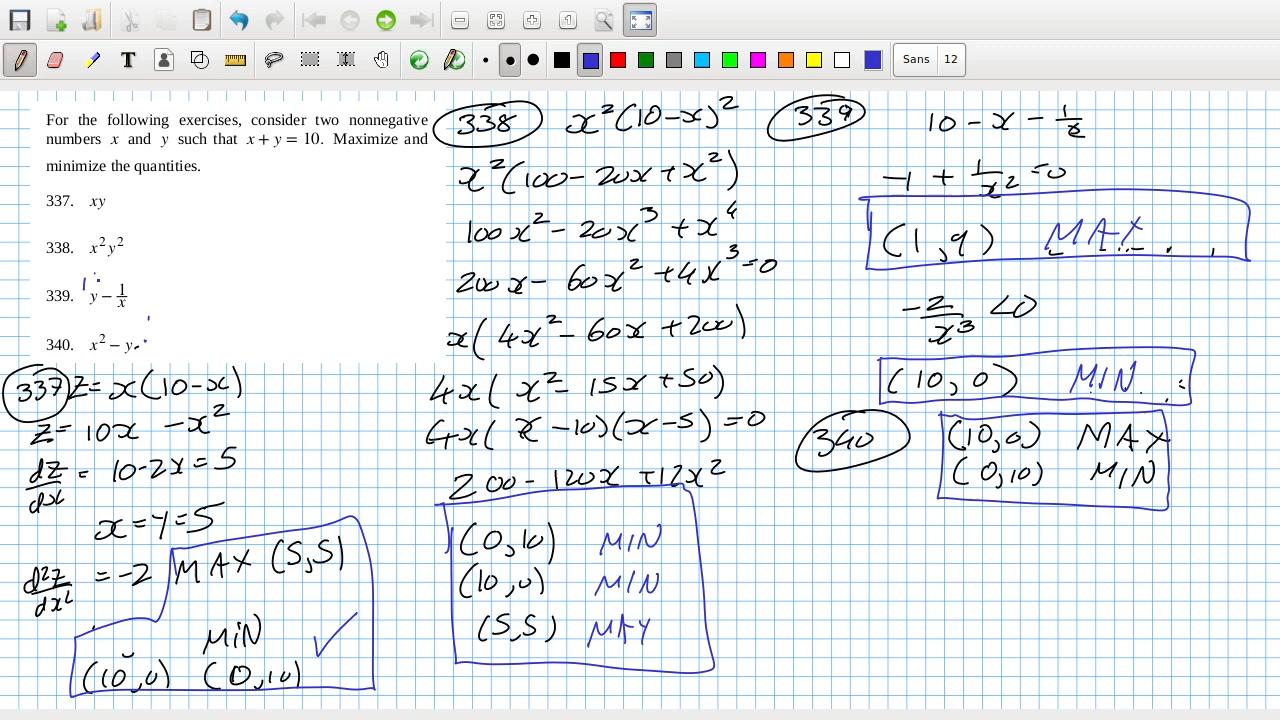 Sans 12
For the following exercises, consider two nonnegative
numbers x and y such that x + y = 10. Maximize and
minimize the quantities.
337. xy
338. x²y²
339. y − 1/x
340. x² − y
337 Z = x(10-x)
Z = 10x - x²
dz/dx = 10-2x = 5
x = y = 5
d²z/dx² = -2
MAX (5,5)
MIN
(10,0) (0,10)
338 x²(10-x)²
x²(100-20x+x²)
100x² - 20x³ + x⁴
200x - 60x² + 4x³ = 0
x(4x² - 60x + 200)
4x(x² - 15x + 50)
4x(x-10)(x-5) = 0
200 - 120x + 12x²
(0,10) MIN
(10,0) MIN
(5,5) MAX
339 10 - x - 1/x
-1 + 1/x² = 0
(1,9) MAX
-2/x³ < 0
(10,0) MIN
340 (10,0) MAX
(0,10) MIN